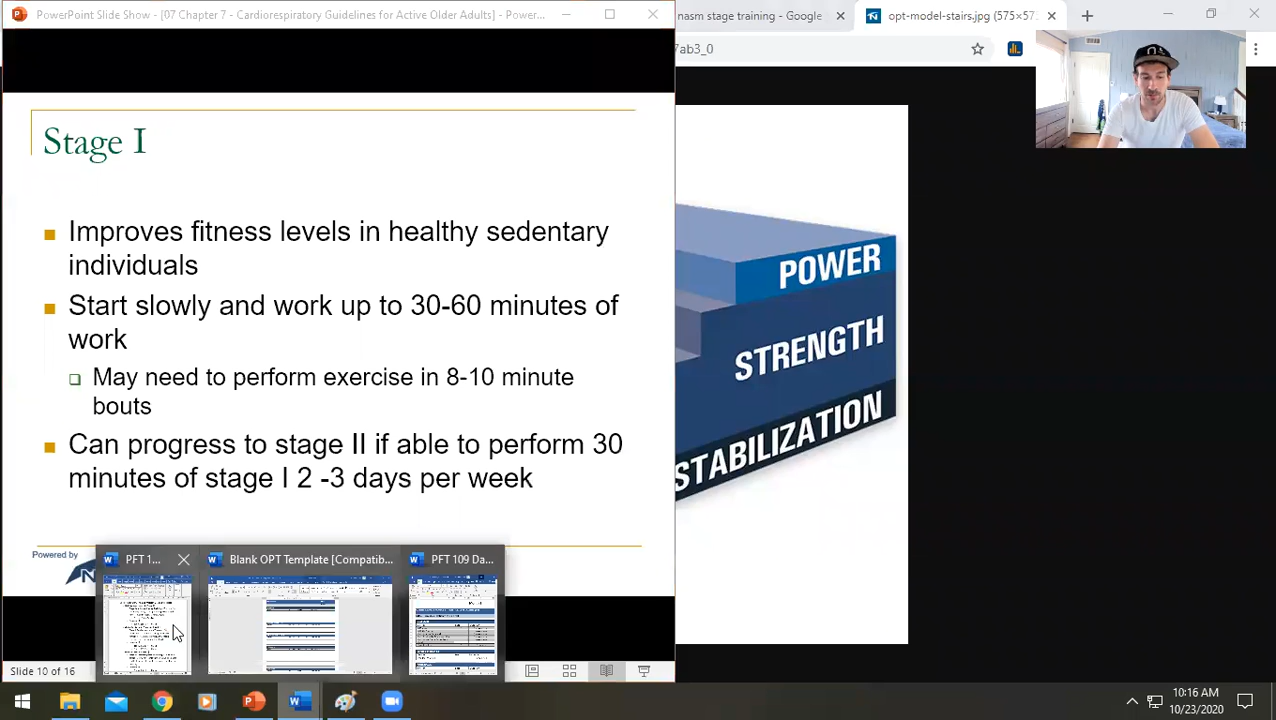 PowerPoint Slide Show - [07 Chapter 7 - Cardiorespiratory Guidelines for Active Older Adults] - Power...
nasm stage training - Google
opt-model-stairs.jpg (575×57
7ab3_0
Stage I
Improves fitness levels in healthy sedentary
individuals
Start slowly and work up to 30-60 minutes of
work
May need to perform exercise in 8-10 minute
bouts
Can progress to stage II if able to perform 30
minutes of stage I 2 -3 days per week
POWER
STRENGTH
STABILIZATION
Powered by
PFT 1...
Blank OPT Template [Compatib...
PFT 109 Da...
Slide 10 of 16
10:16 AM
10/23/2020